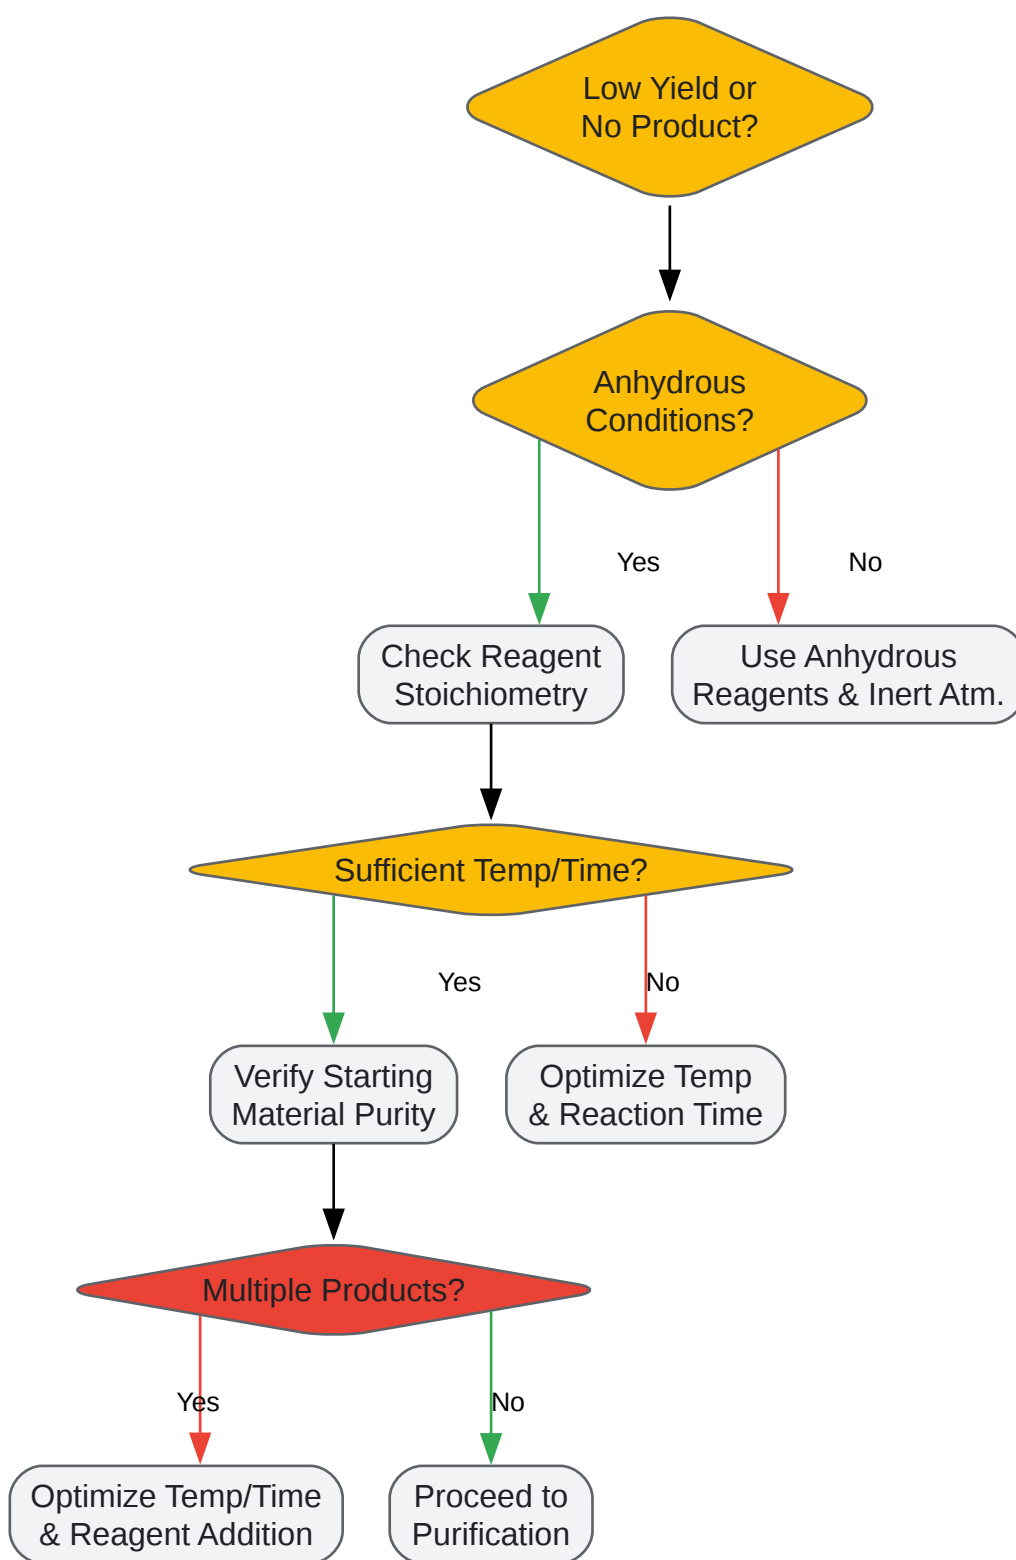 Low Yield or
No Product?
Anhydrous
Conditions?
Yes
No
Check Reagent
Stoichiometry
Use Anhydrous
Reagents & Inert Atm.
Sufficient Temp/Time?
Yes
No
Verify Starting
Material Purity
Optimize Temp
& Reaction Time
Multiple Products?
Yes
No
Optimize Temp/Time
& Reagent Addition
Proceed to
Purification